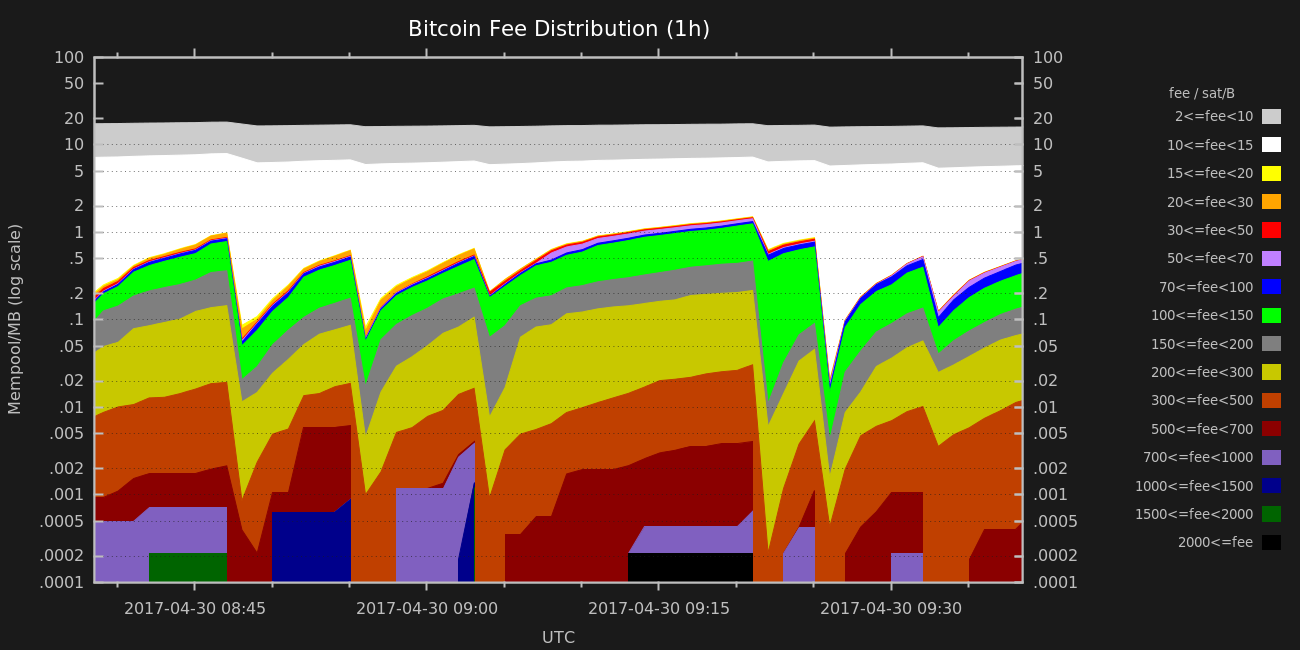 Bitcoin Fee Distribution (1h)
Mempool/MB (log scale)
100
50
20
10
5
2
1
.5
.2
.1
.05
.02
.01
.005
.002
.001
.0005
.0002
.0001
100
50
20
10
5
2
1
.5
.2
.1
.05
.02
.01
.005
.002
.001
.0005
.0002
.0001
2017-04-30 08:45
2017-04-30 09:00
2017-04-30 09:15
2017-04-30 09:30
UTC
fee / sat/B
2<=fee<10
10<=fee<15
15<=fee<20
20<=fee<30
30<=fee<50
50<=fee<70
70<=fee<100
100<=fee<150
150<=fee<200
200<=fee<300
300<=fee<500
500<=fee<700
700<=fee<1000
1000<=fee<1500
1500<=fee<2000
2000<=fee